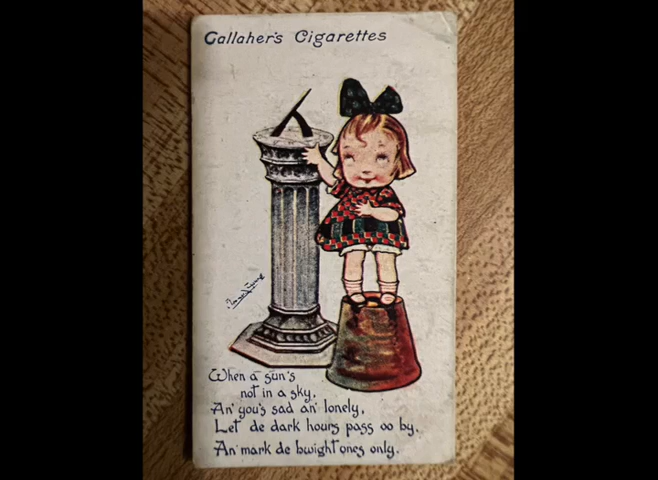 Gallaher's Cigarettes
When a sun's
not in a sky,
An' you's sad an' lonely,
Let de dark hours pass oo by,
An' mark de bwight ones only.